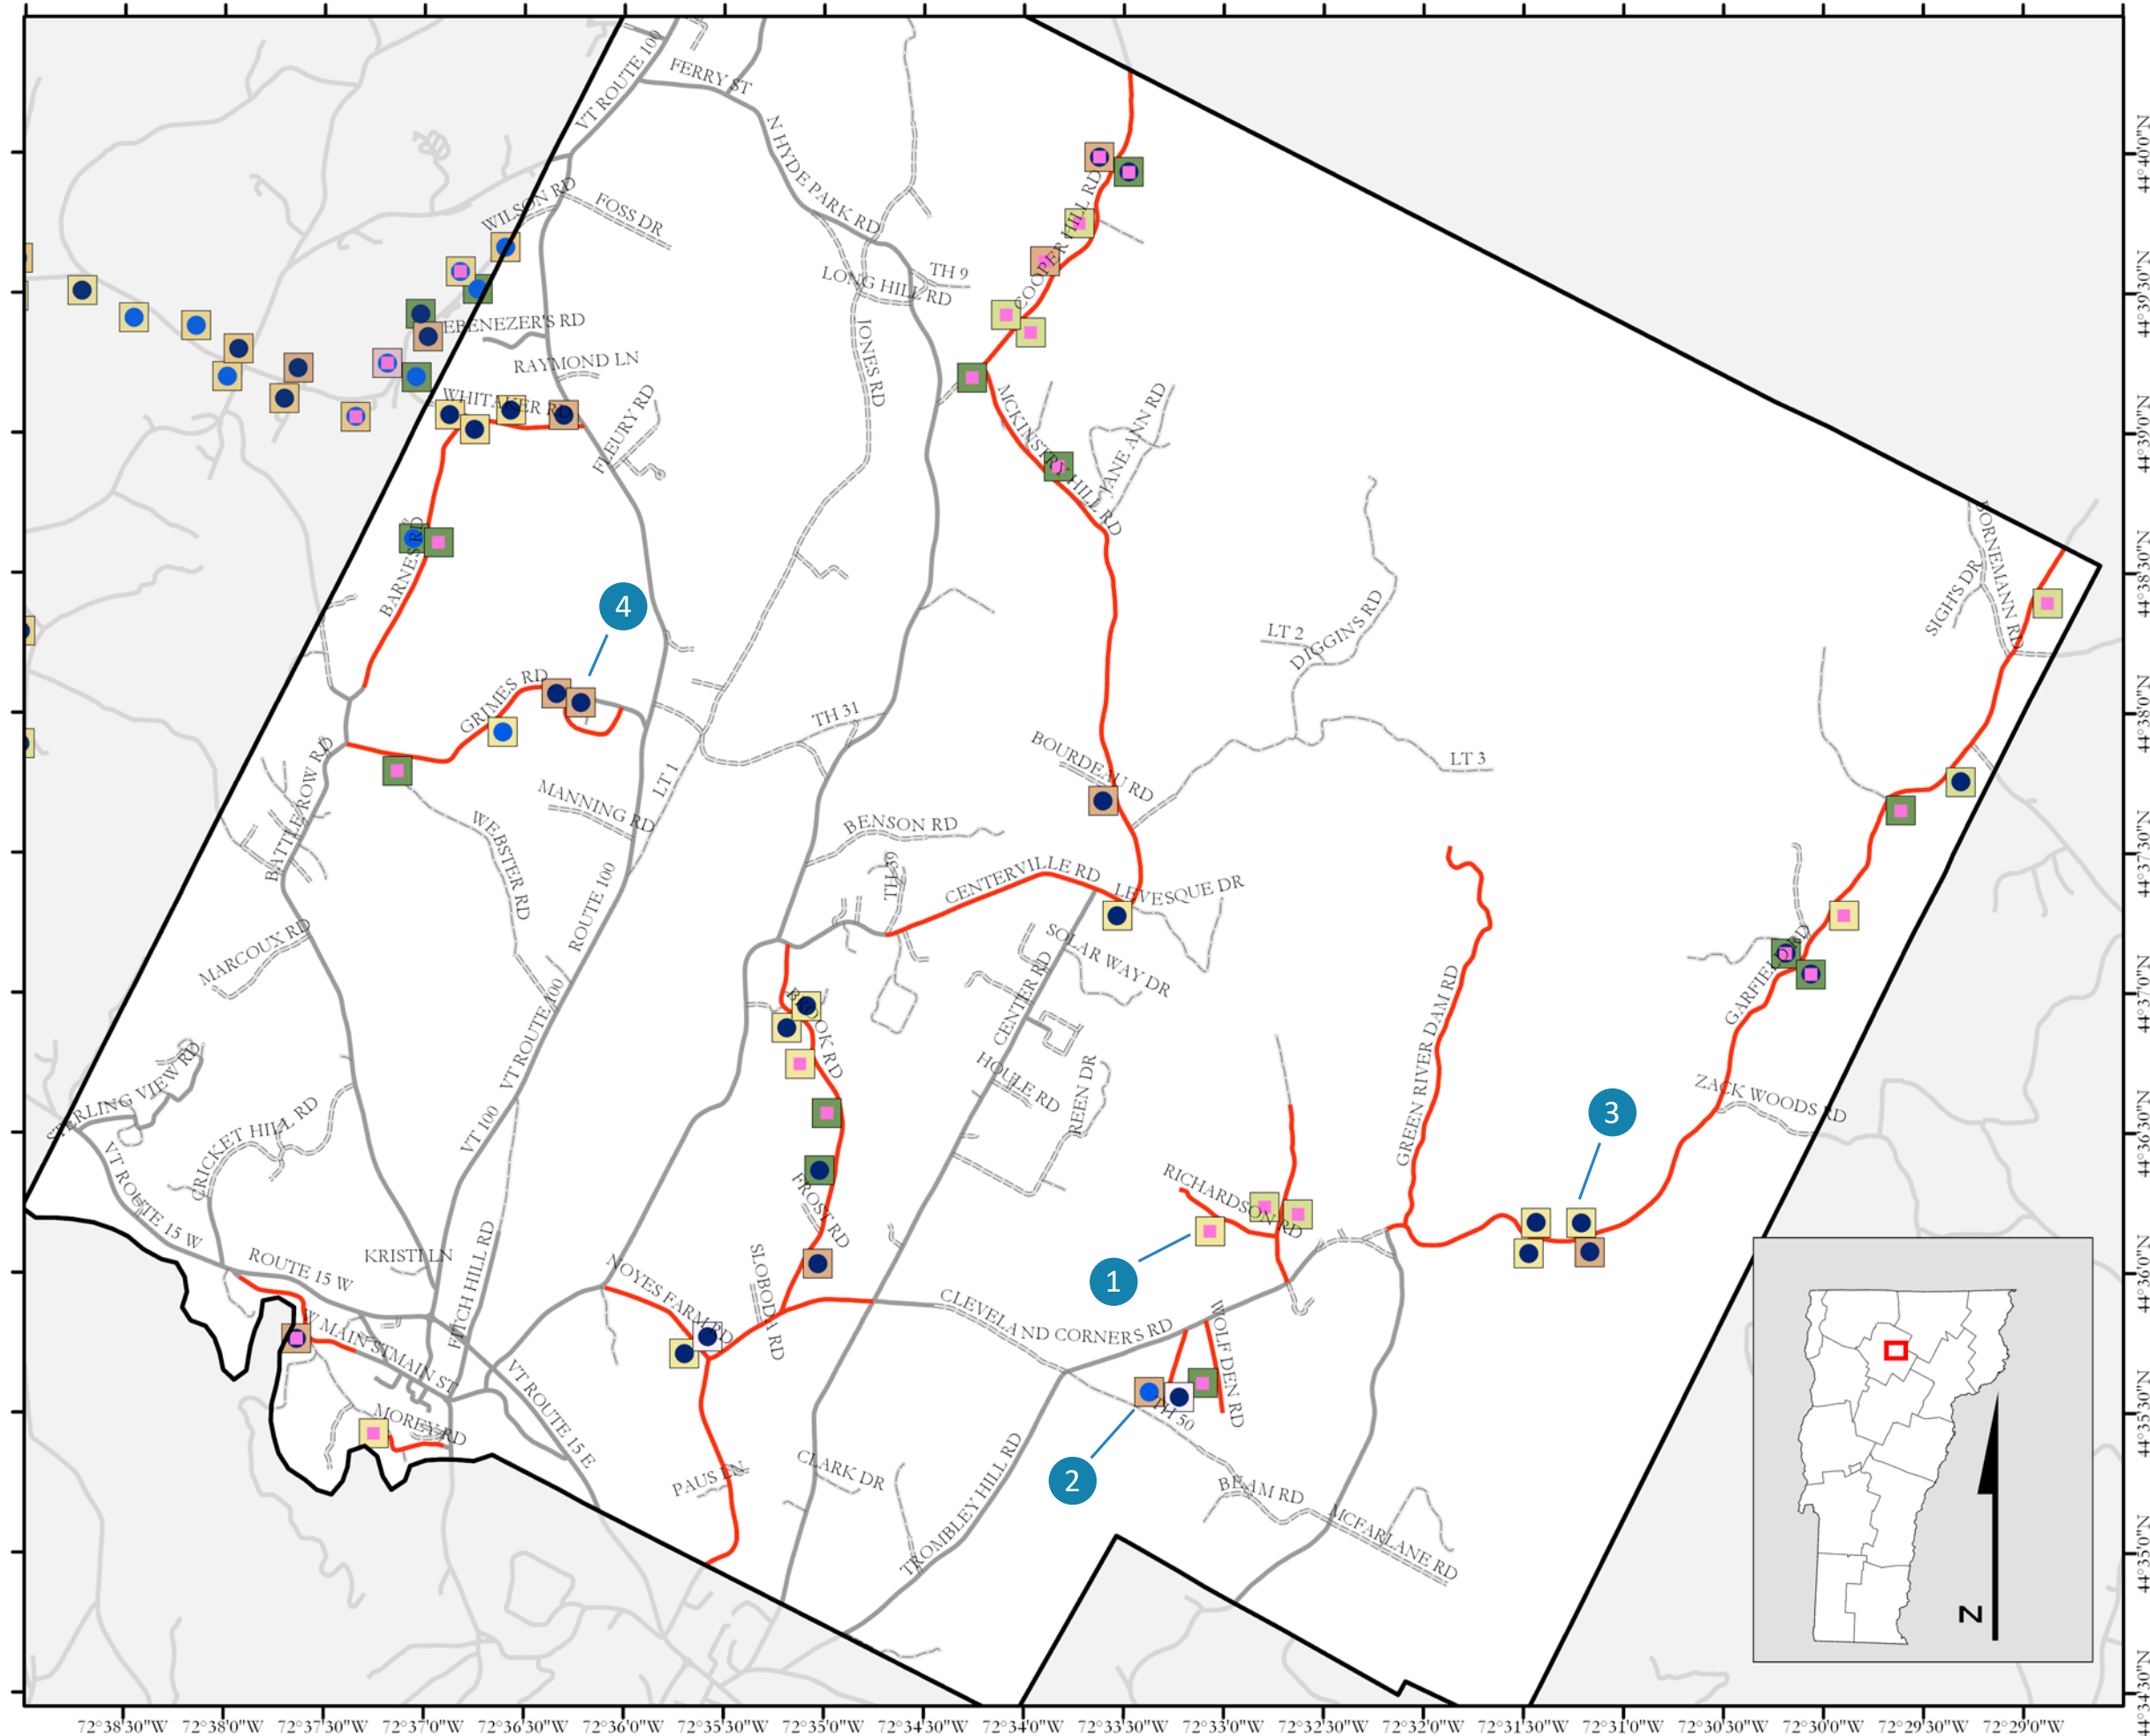 VT ROUTE 100
FERRY ST
N HYDE PARK RD
WILSON RD
FOSS DR
COOPER HILL RD
TH 9
LONG HILL RD
EBENEZER'S RD
RAYMOND LN
JONES RD
WHITAKER RD
FLEURY RD
MCKINSTRY HILL RD
JANE ANN RD
BARNES RD
BORNEMANN RD
SIGH'S DR
4
LT 2
DIGGINS RD
GRIMES RD
TH 31
BOURDEAU RD
LT 3
BATTLE ROW RD
LT 1
MANNING RD
WEBSTER RD
BENSON RD
TH 39
CENTERVILLE RD
LEVESQUE DR
ROUTE 100
MARCOUX RD
SOLAR WAY DR
CENTER RD
GARFIELD RD
GREEN RIVER DAM RD
BROOK RD
VT ROUTE 100
STERLING VIEW RD
HOULE RD
REEN DR
ZACK WOODS RD
VT 100
CRICKET HILL RD
3
VT ROUTE 15 W
RICHARDSON RD
FROST RD
1
ROUTE 15 W
KRISTI LN
FITCH HILL RD
NOYES FARM RD
SLOBODA RD
CLEVELAND CORNERS RD
WOLF DEN RD
W MAIN ST
MAIN ST
VT ROUTE 15 E
MOREY RD
TH 50
2
PAUS LN
CLARK DR
TROMBLEY HILL RD
BEAM RD
MCFARLANE RD
N
44°40'0"N
44°39'30"N
44°39'0"N
44°38'30"N
44°38'0"N
44°37'30"N
44°37'0"N
44°36'30"N
44°36'0"N
44°35'30"N
44°35'0"N
44°34'30"N
72°38'30"W
72°38'0"W
72°37'30"W
72°37'0"W
72°36'30"W
72°36'0"W
72°35'30"W
72°35'0"W
72°34'30"W
72°34'0"W
72°33'30"W
72°33'0"W
72°32'30"W
72°32'0"W
72°31'30"W
72°31'0"W
72°30'30"W
72°30'0"W
72°29'30"W